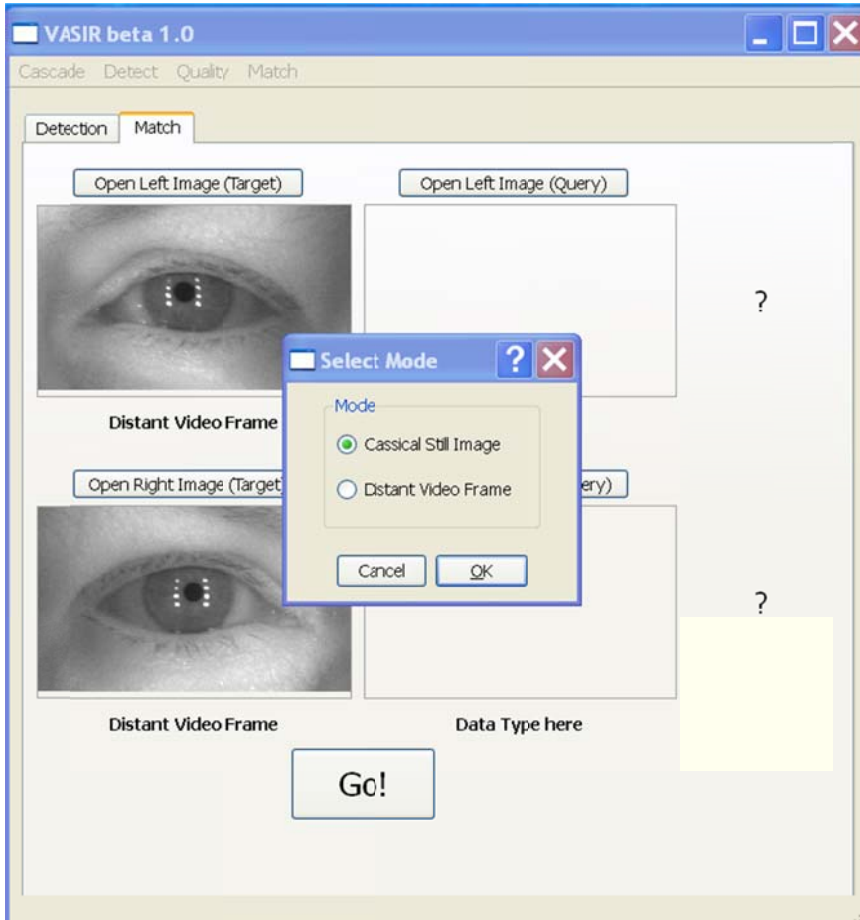 VASIR beta 1.0
Cascade Detect Quality Match
Detection Match
Open Left Image (Target) Open Left Image (Query)
?
Select Mode ?
Mode
Cassical Still Image
Distant Video Frame
Cancel OK
Distant Video Frame
Open Right Image (Target ery)
?
Distant Video Frame Data Type here
Go!